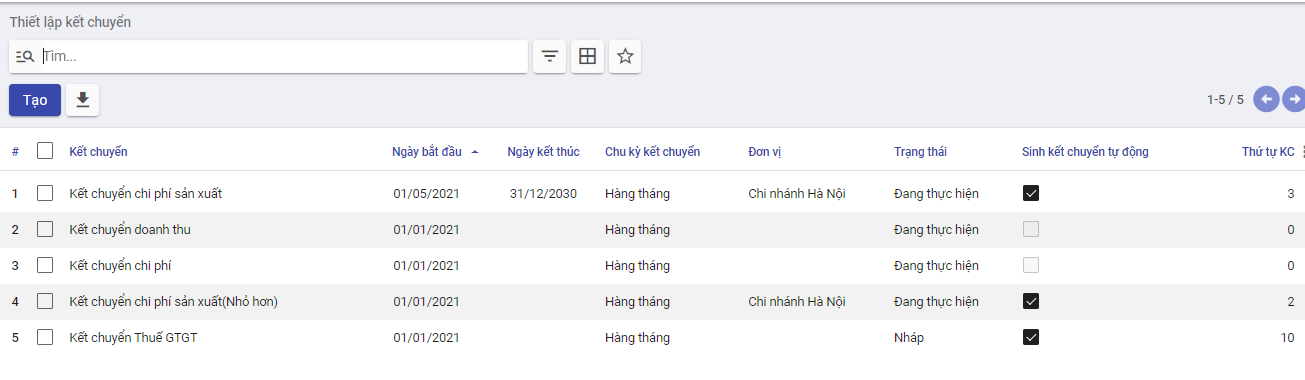 Thiết lập kết chuyển
Tìm...
Tạo
1-5 / 5
# Kết chuyển Ngày bắt đầu Ngày kết thúc Chu kỳ kết chuyển Đơn vị Trạng thái Sinh kết chuyển tự động Thứ tự KC
1 Kết chuyển chi phí sản xuất 01/05/2021 31/12/2030 Hàng tháng Chi nhánh Hà Nội Đang thực hiện 3
2 Kết chuyển doanh thu 01/01/2021 Hàng tháng Đang thực hiện 0
3 Kết chuyển chi phí 01/01/2021 Hàng tháng Đang thực hiện 0
4 Kết chuyển chi phí sản xuất(Nhỏ hơn) 01/01/2021 Hàng tháng Chi nhánh Hà Nội Đang thực hiện 2
5 Kết chuyển Thuế GTGT 01/01/2021 Hàng tháng Nháp 10